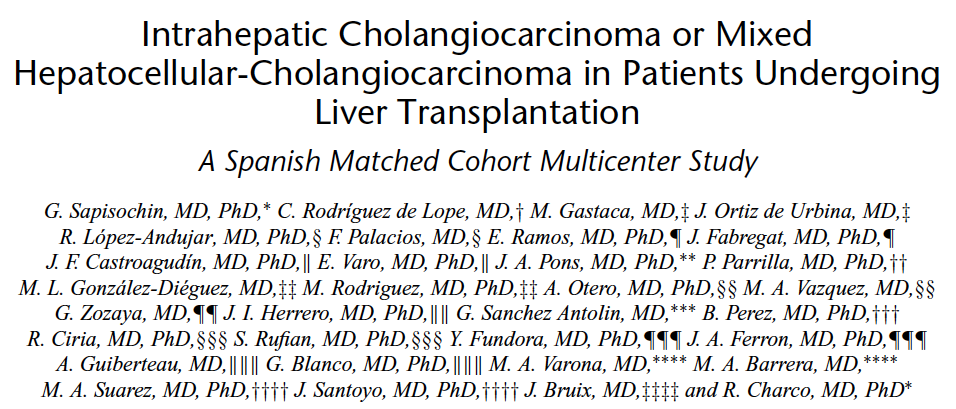 Intrahepatic Cholangiocarcinoma or Mixed
Hepatocellular-Cholangiocarcinoma in Patients Undergoing
Liver Transplantation
A Spanish Matched Cohort Multicenter Study
G. Sapisochin, MD, PhD,* C. Rodríguez de Lope, MD,† M. Gastaca, MD,‡ J. Ortiz de Urbina, MD,‡
R. López-Andujar, MD, PhD,§ F. Palacios, MD,§ E. Ramos, MD, PhD,¶ J. Fabregat, MD, PhD,¶
J. F. Castroagudín, MD, PhD,‖ E. Varo, MD, PhD,‖ J. A. Pons, MD, PhD,** P. Parrilla, MD, PhD,††
M. L. González-Diéguez, MD,‡‡ M. Rodriguez, MD, PhD,‡‡ A. Otero, MD, PhD,§§ M. A. Vazquez, MD,§§
G. Zozaya, MD,¶¶ J. I. Herrero, MD, PhD,‖‖ G. Sanchez Antolin, MD,*** B. Perez, MD, PhD,†††
R. Ciria, MD, PhD,§§§ S. Rufian, MD, PhD,§§§ Y. Fundora, MD, PhD,¶¶¶ J. A. Ferron, MD, PhD,¶¶¶
A. Guiberteau, MD,‖‖‖ G. Blanco, MD, PhD,‖‖‖ M. A. Varona, MD,**** M. A. Barrera, MD,****
M. A. Suarez, MD, PhD,†††† J. Santoyo, MD, PhD,†††† J. Bruix, MD,‡‡‡‡ and R. Charco, MD, PhD*